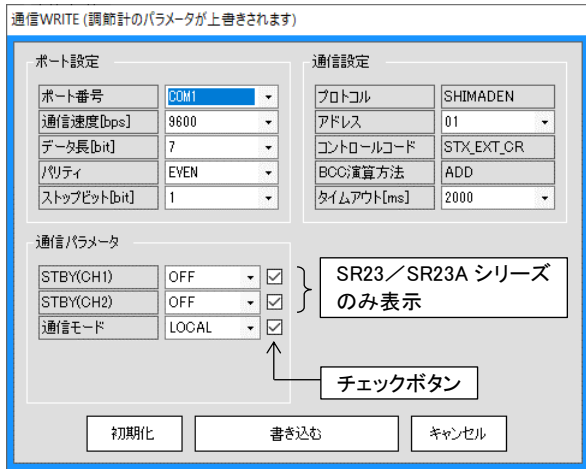 通信WRITE (調節計のパラメータが上書きされます)
ポート設定
ポート番号 COM1
通信速度[bps] 9600
データ長[bit] 7
パリティ EVEN
ストップビット[bit] 1
通信設定
プロトコル SHIMADEN
アドレス 01
コントロールコード STX_EXT_CR
BCC演算方法 ADD
タイムアウト[ms] 2000
通信パラメータ
STBY(CH1) OFF
STBY(CH2) OFF
通信モード LOCAL
SR23／SR23A シリーズ
のみ表示
チェックボタン
初期化 書き込む キャンセル